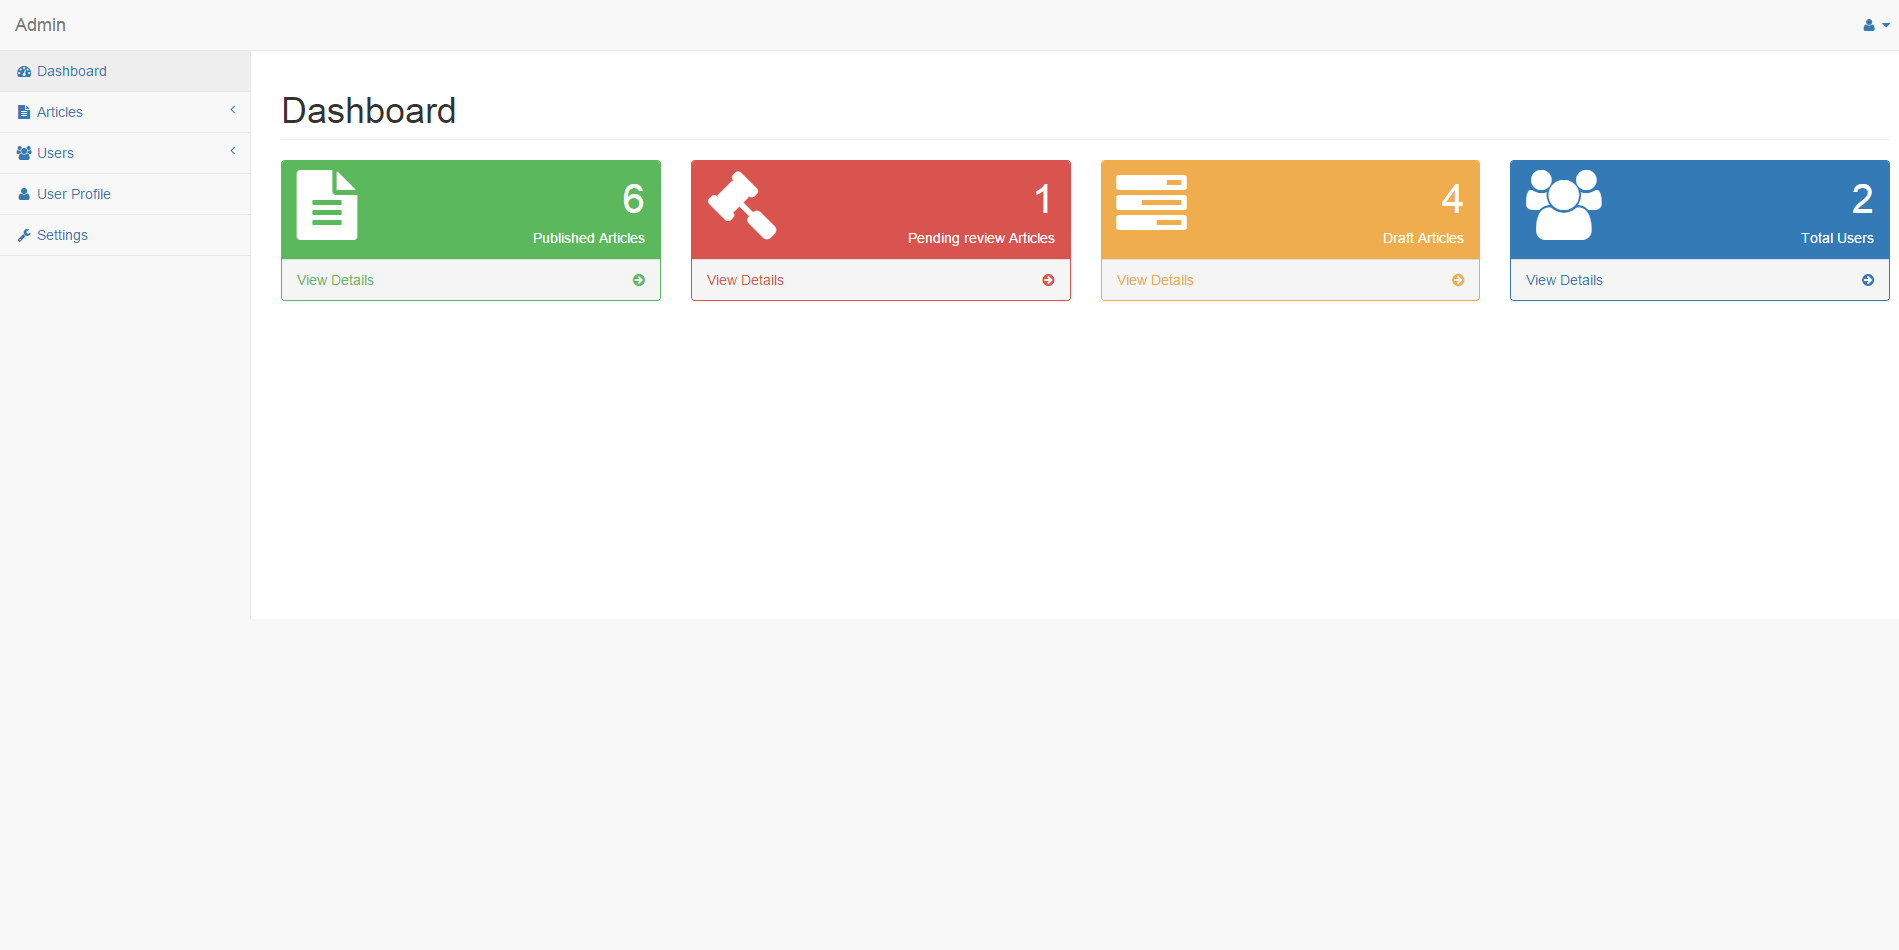 Admin
Dashboard
Articles
Users
User Profile
Settings
Dashboard
6
Published Articles
View Details
1
Pending review Articles
View Details
4
Draft Articles
View Details
2
Total Users
View Details